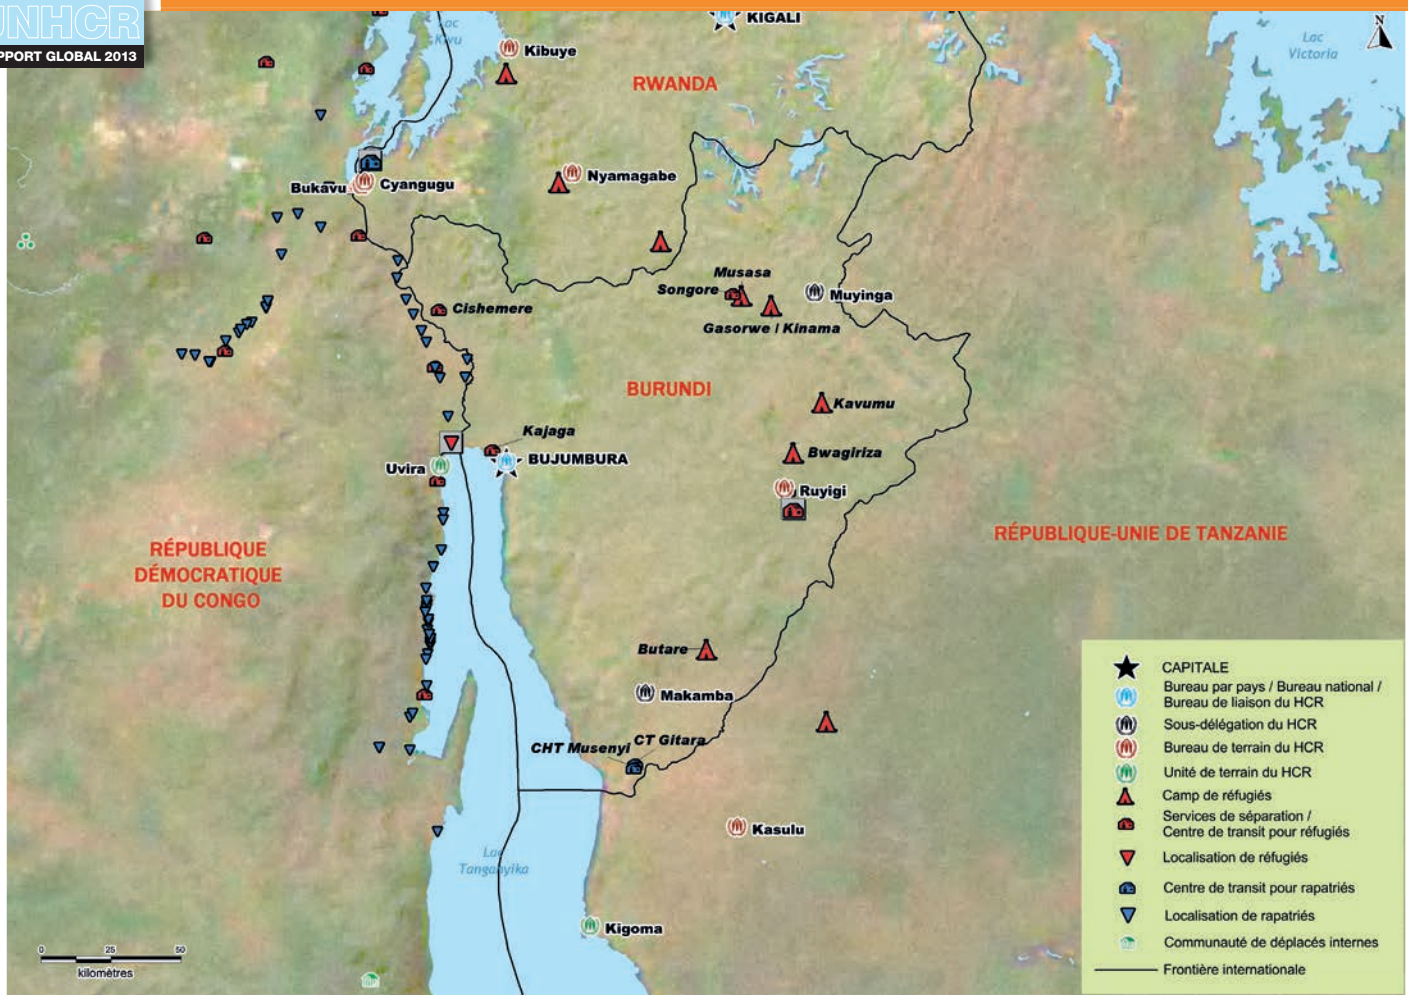 UNHCR
PPORT GLOBAL 2013
KIGALI
N
Lac
Kivu
Kibuye
Lac
Victoria
RWANDA
Bukavu
Cyangugu
Nyamagabe
Musasa
Songore
Muyinga
Cishemere
Gasorwe / Kinama
BURUNDI
Kavumu
Kajaga
Bwagiriza
BUJUMBURA
Uvira
Ruyigi
RÉPUBLIQUE
DÉMOCRATIQUE
DU CONGO
RÉPUBLIQUE-UNIE DE TANZANIE
Butare
Makamba
CHT Musenyi
CT Gitara
Kasulu
Lac
Tanganyika
Kigoma
0 25 50
kilomètres
CAPITALE
Bureau par pays / Bureau national /
Bureau de liaison du HCR
Sous-délégation du HCR
Bureau de terrain du HCR
Unité de terrain du HCR
Camp de réfugiés
Services de séparation /
Centre de transit pour réfugiés
Localisation de réfugiés
Centre de transit pour rapatriés
Localisation de rapatriés
Communauté de déplacés internes
Frontière internationale